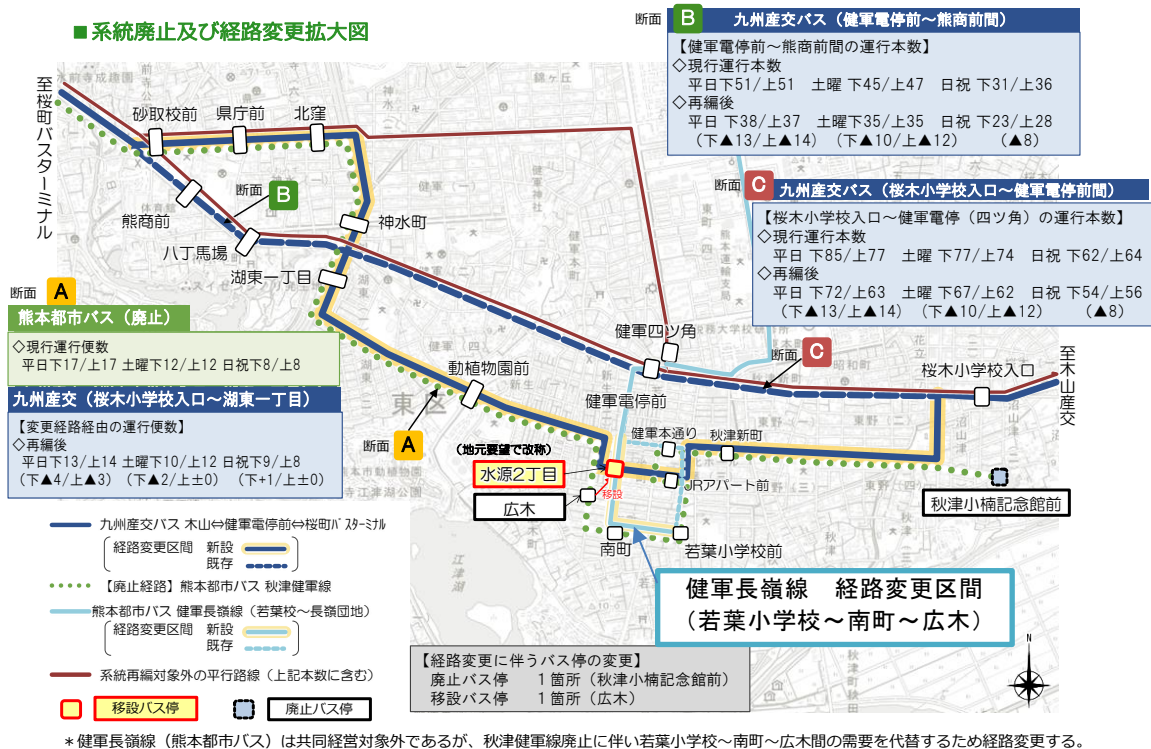 ■系統廃止及び経路変更拡大図
断面 B 九州産交バス（健軍電停前～熊商前間）
【健軍電停前～熊商前間の運行本数】
◇現行運行本数
平日下51/上51 土曜 下45/上47 日祝 下31/上36
◇再編後
平日 下38/上37 土曜下35/上35 日祝 下23/上28
（下▲13/上▲14） （下▲10/上▲12） （▲8）
断面 C 九州産交バス（桜木小学校入口～健軍電停前間）
【桜木小学校入口～健軍電停（四ツ角）の運行本数】
◇現行運行本数
平日 下85/上77 土曜 下77/上74 日祝 下62/上64
◇再編後
平日 下72/上63 土曜 下67/上62 日祝 下54/上56
（下▲13/上▲14） （下▲10/上▲12） （▲8）
至桜町バスターミナル
砂取校前
県庁前
北窪
熊商前
断面 B
八丁馬場
神水町
湖東一丁目
断面 A
熊本都市バス（廃止）
◇現行運行便数
平日下17/上17 土曜下12/上12 日祝下8/上8
九州産交（桜木小学校入口～湖東一丁目）
【変更経路経由の運行便数】
◇再編後
平日下13/上14 土曜下10/上12 日祝下9/上8
（下▲4/上▲3） （下▲2/上±0） （下+1/上±0）
動植物園前
東区
断面 A
健軍四ツ角
断面 C
健軍電停前
桜木小学校入口
至木山産交
健軍本通り
秋津新町
（地元要望で改称）
水源2丁目
移設
広木
JRアパート前
南町
若葉小学校前
秋津小楠記念館前
江津湖
健軍長嶺線 経路変更区間
（若葉小学校～南町～広木）
九州産交バス 木山⇔健軍電停前⇔桜町バスターミナル
経路変更区間 新設
既存
【廃止経路】熊本都市バス 秋津健軍線
熊本都市バス 健軍長嶺線（若葉校～長嶺団地）
経路変更区間 新設
既存
系統再編対象外の平行路線（上記本数に含む）
移設バス停
廃止バス停
【経路変更に伴うバス停の変更】
廃止バス停 1箇所（秋津小楠記念館前）
移設バス停 1箇所（広木）
N
＊健軍長嶺線（熊本都市バス）は共同経営対象外であるが、秋津健軍線廃止に伴い若葉小学校～南町～広木間の需要を代替するため経路変更する。